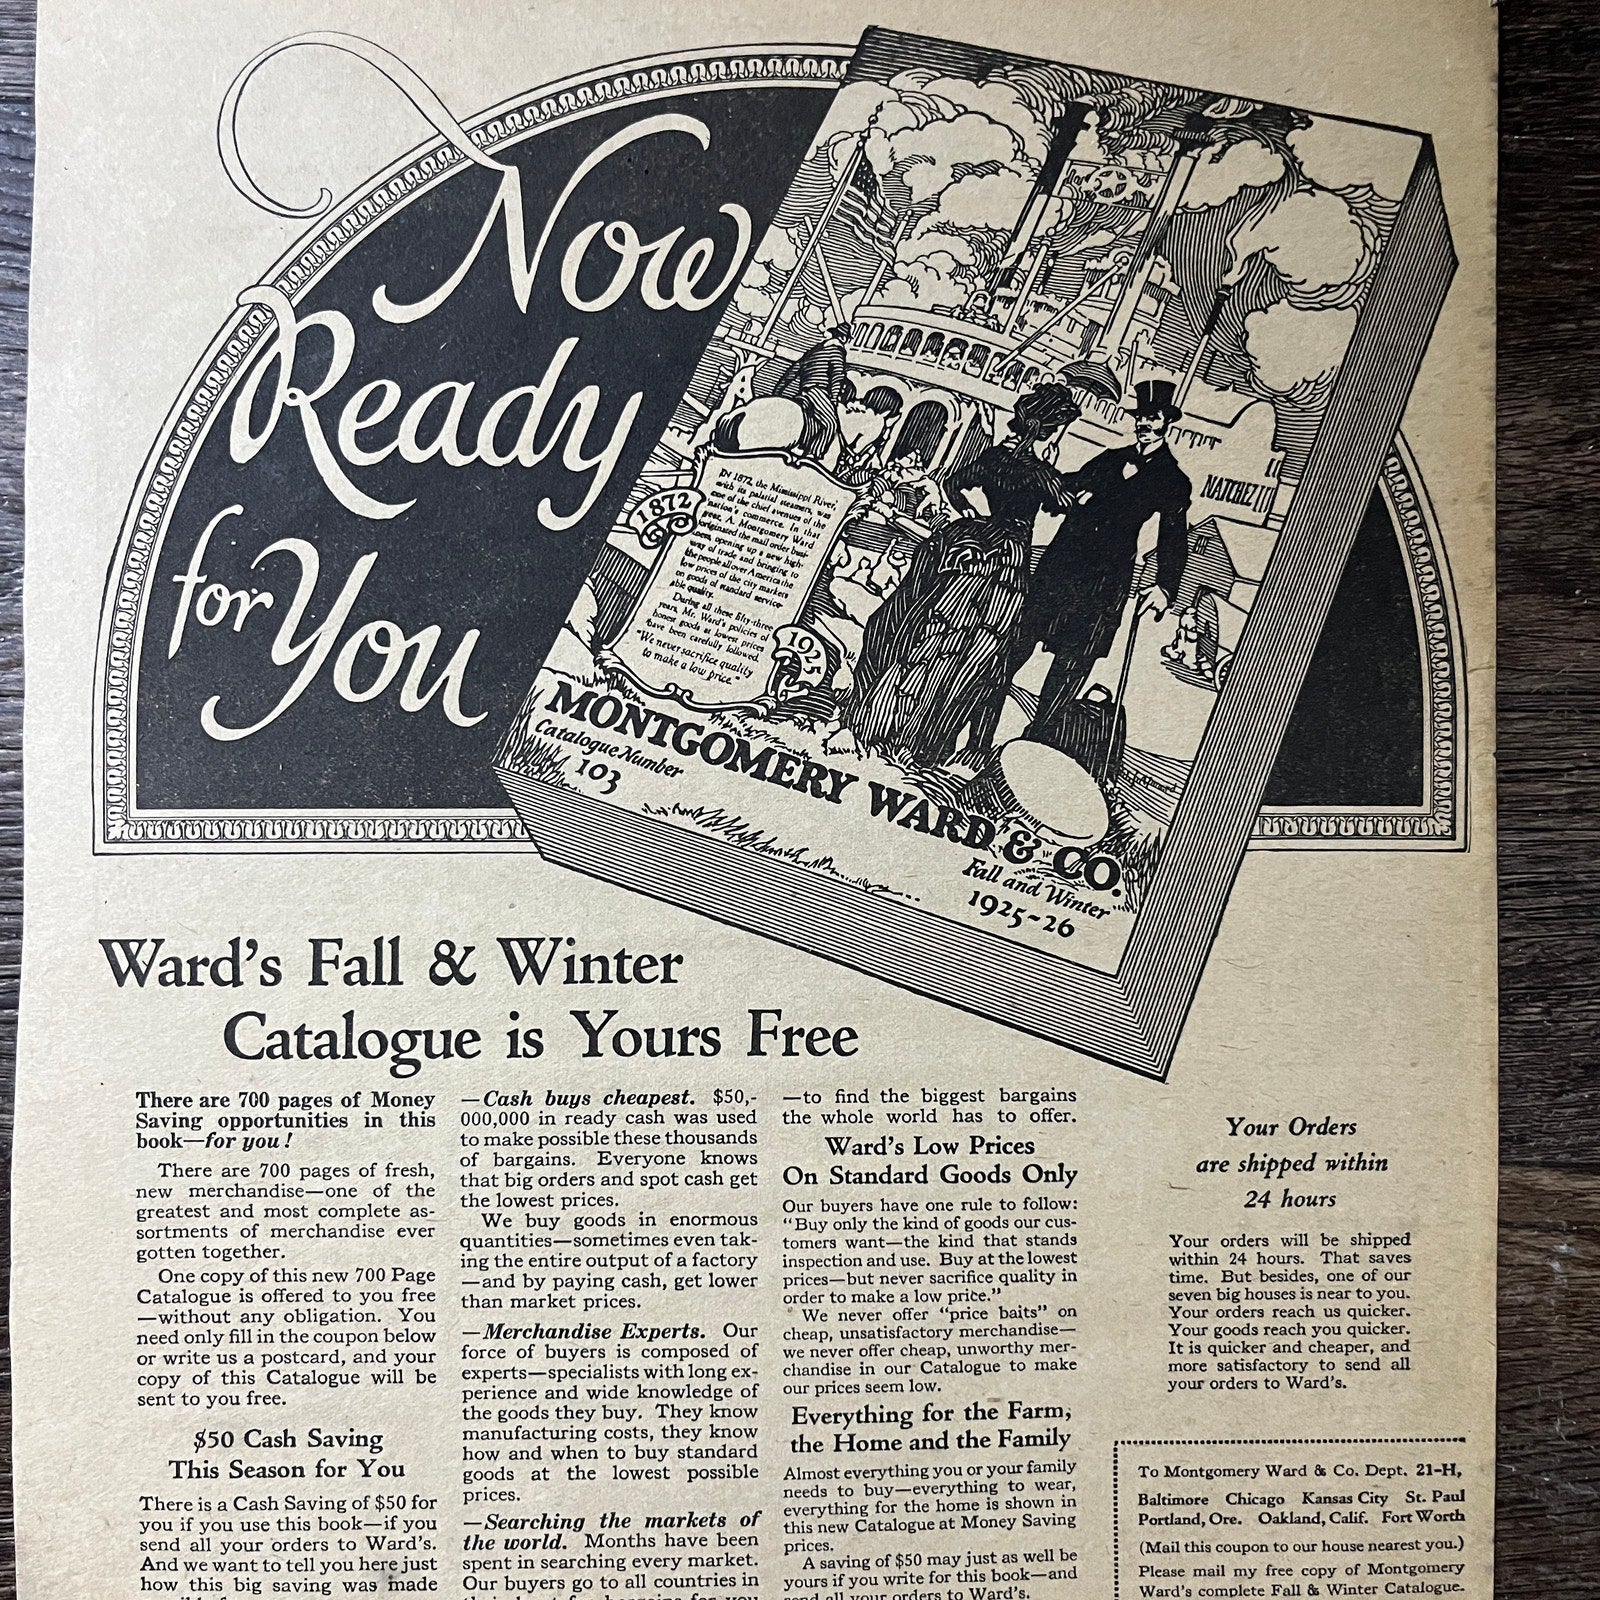 Now
Ready
for You
1872
IN 1872 the Mississippi River,
with its palatial steamers, was
one of the chief avenues of the
nation's commerce. In that
year, A. Montgomery Ward
originated the mail order busi-
ness, opening up a new high-
way of trade and bringing to
the people all over America the
low prices of the city markets
on goods of standard service-
able quality.
During all these fifty-three
years, Mr. Ward's policies of
honest goods at lowest prices
have been carefully followed.
"We never sacrifice quality
to make a low price."
1925
NATCHEZ
MONTGOMERY WARD & CO.
Catalogue Number
103
Fall and Winter
1925-26
Ward's Fall & Winter
Catalogue is Yours Free
There are 700 pages of Money
Saving opportunities in this
book—for you!
There are 700 pages of fresh,
new merchandise—one of the
greatest and most complete as-
sortments of merchandise ever
gotten together.
One copy of this new 700 Page
Catalogue is offered to you free
—without any obligation. You
need only fill in the coupon below
or write us a postcard, and your
copy of this Catalogue will be
sent to you free.
$50 Cash Saving
This Season for You
There is a Cash Saving of $50 for
you if you use this book—if you
send all your orders to Ward's.
And we want to tell you here just
how this big saving was made
—Cash buys cheapest. $50,-
000,000 in ready cash was used
to make possible these thousands
of bargains. Everyone knows
that big orders and spot cash get
the lowest prices.
We buy goods in enormous
quantities—sometimes even tak-
ing the entire output of a factory
—and by paying cash, get lower
than market prices.
—Merchandise Experts. Our
force of buyers is composed of
experts—specialists with long ex-
perience and wide knowledge of
the goods they buy. They know
manufacturing costs, they know
how and when to buy standard
goods at the lowest possible
prices.
—Searching the markets of
the world. Months have been
spent in searching every market.
Our buyers go to all countries in
—to find the biggest bargains
the whole world has to offer.
Ward's Low Prices
On Standard Goods Only
Our buyers have one rule to follow:
"Buy only the kind of goods our cus-
tomers want—the kind that stands
inspection and use. Buy at the lowest
prices—but never sacrifice quality in
order to make a low price."
We never offer "price baits" on
cheap, unsatisfactory merchandise—
we never offer cheap, unworthy mer-
chandise in our Catalogue to make
our prices seem low.
Everything for the Farm,
the Home and the Family
Almost everything you or your family
needs to buy—everything to wear,
everything for the home is shown in
this new Catalogue at Money Saving
prices.
A saving of $50 may just as well be
yours if you write for this book—and
send all your orders to Ward's.
Your Orders
are shipped within
24 hours
Your orders will be shipped
within 24 hours. That saves
time. But besides, one of our
seven big houses is near to you.
Your orders reach us quicker.
Your goods reach you quicker.
It is quicker and cheaper, and
more satisfactory to send all
your orders to Ward's.
To Montgomery Ward & Co. Dept. 21-H,
Baltimore Chicago Kansas City St. Paul
Portland, Ore. Oakland, Calif. Fort Worth
(Mail this coupon to our house nearest you.)
Please mail my free copy of Montgomery
Ward's complete Fall & Winter Catalogue.